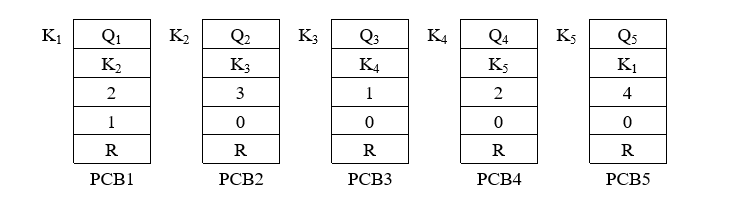 K₁ Q₁ K₂ Q₂ K₃ Q₃ K₄ Q₄ K₅ Q₅
K₂ K₃ K₄ K₅ K₁
2 3 1 2 4
1 0 0 0 0
R R R R R
PCB1 PCB2 PCB3 PCB4 PCB5